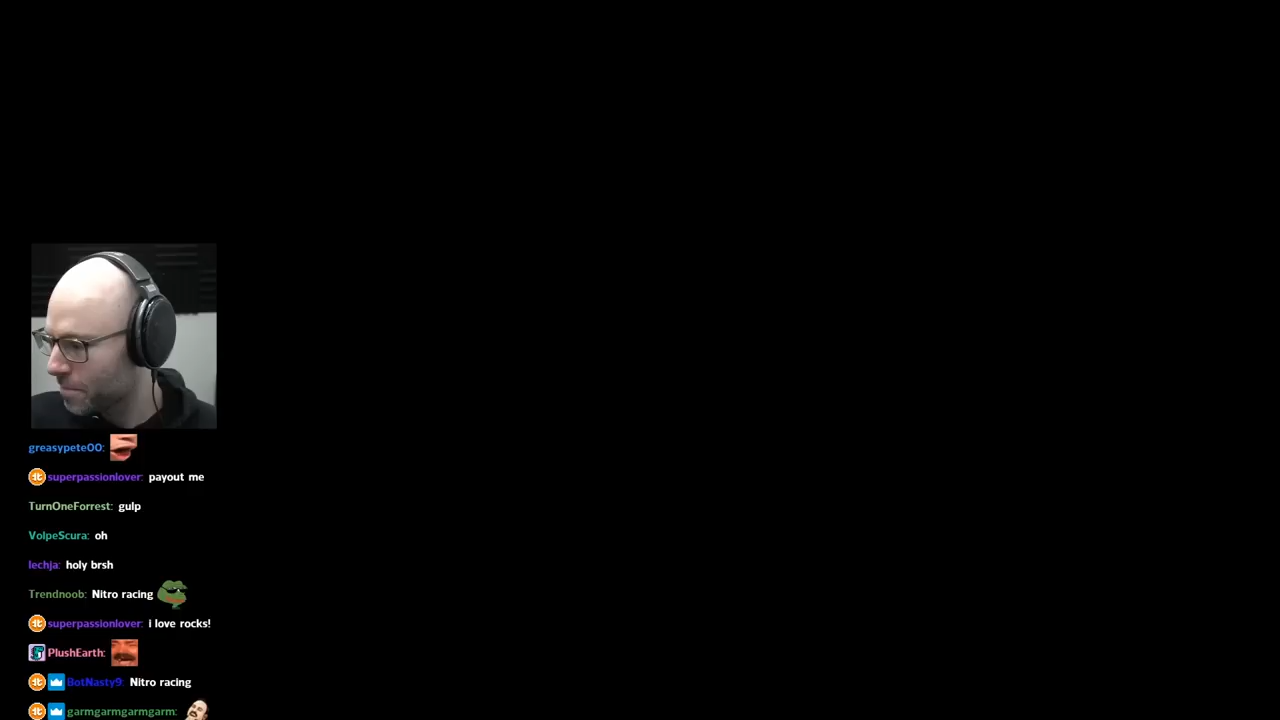 greasypete00:
superpassionlover: payout me
TurnOneForrest: gulp
VolpeScura: oh
lechja: holy brsh
Trendnoob: Nitro racing
superpassionlover: i love rocks!
PlushEarth:
BotNasty9: Nitro racing
garmgarmgarmgarm: